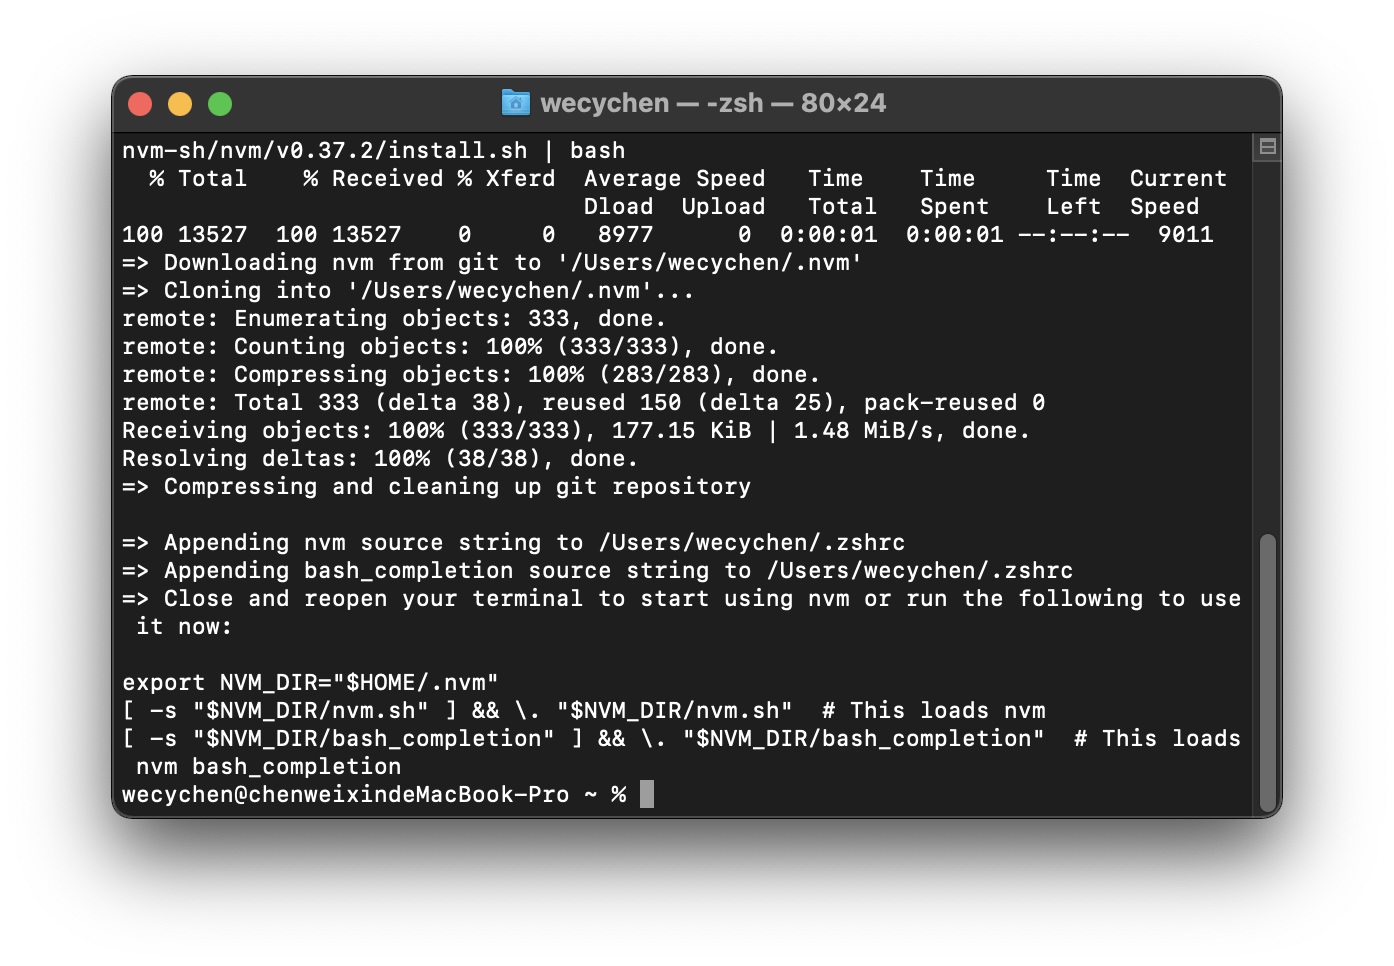 wecychen — -zsh — 80×24
nvm-sh/nvm/v0.37.2/install.sh | bash
  % Total    % Received % Xferd  Average Speed   Time    Time     Time  Current
                                 Dload  Upload   Total   Spent    Left  Speed
100 13527  100 13527    0     0   8977      0  0:00:01  0:00:01 --:--:--  9011
=> Downloading nvm from git to '/Users/wecychen/.nvm'
=> Cloning into '/Users/wecychen/.nvm'...
remote: Enumerating objects: 333, done.
remote: Counting objects: 100% (333/333), done.
remote: Compressing objects: 100% (283/283), done.
remote: Total 333 (delta 38), reused 150 (delta 25), pack-reused 0
Receiving objects: 100% (333/333), 177.15 KiB | 1.48 MiB/s, done.
Resolving deltas: 100% (38/38), done.
=> Compressing and cleaning up git repository

=> Appending nvm source string to /Users/wecychen/.zshrc
=> Appending bash_completion source string to /Users/wecychen/.zshrc
=> Close and reopen your terminal to start using nvm or run the following to use
 it now:

export NVM_DIR="$HOME/.nvm"
[ -s "$NVM_DIR/nvm.sh" ] && \. "$NVM_DIR/nvm.sh"  # This loads nvm
[ -s "$NVM_DIR/bash_completion" ] && \. "$NVM_DIR/bash_completion"  # This loads
 nvm bash_completion
wecychen@chenweixindeMacBook-Pro ~ %